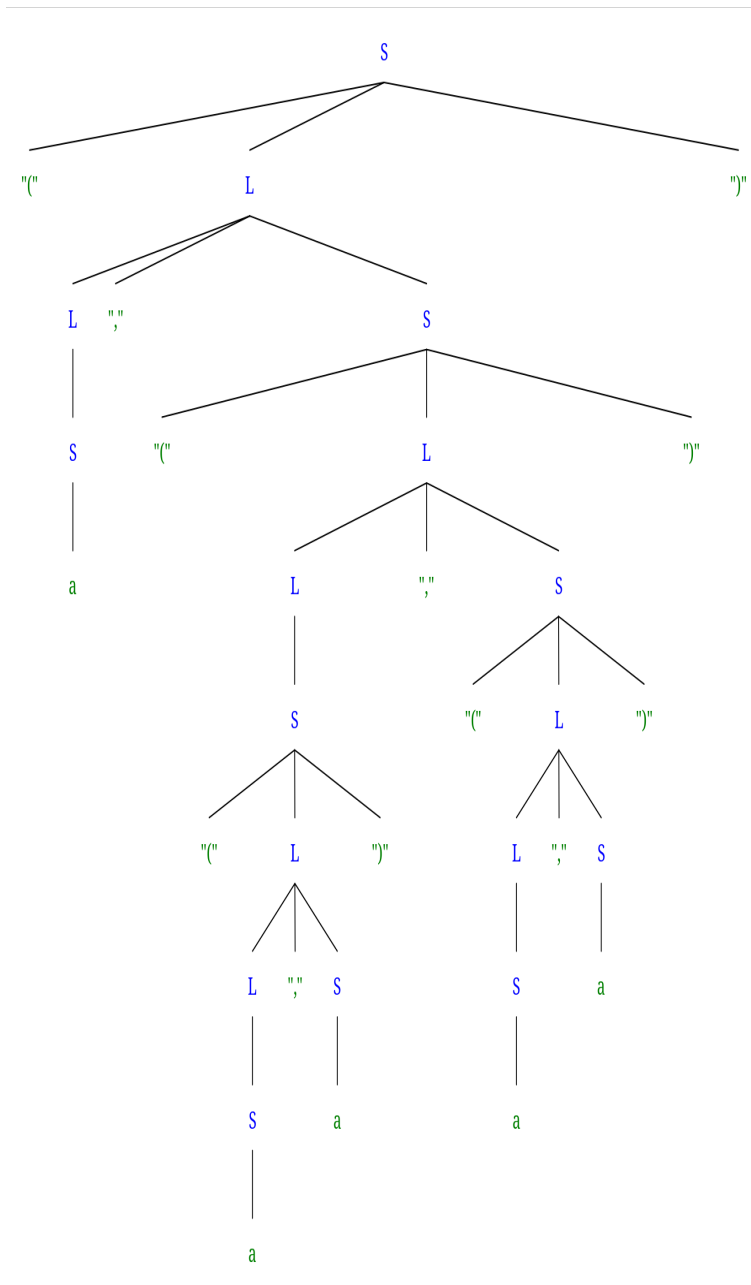 S
"(" L ")"
L "," S
S "(" L ")"
a L "," S
S "(" L ")"
"(" L ")" L "," S
L "," S S a
S a a
a